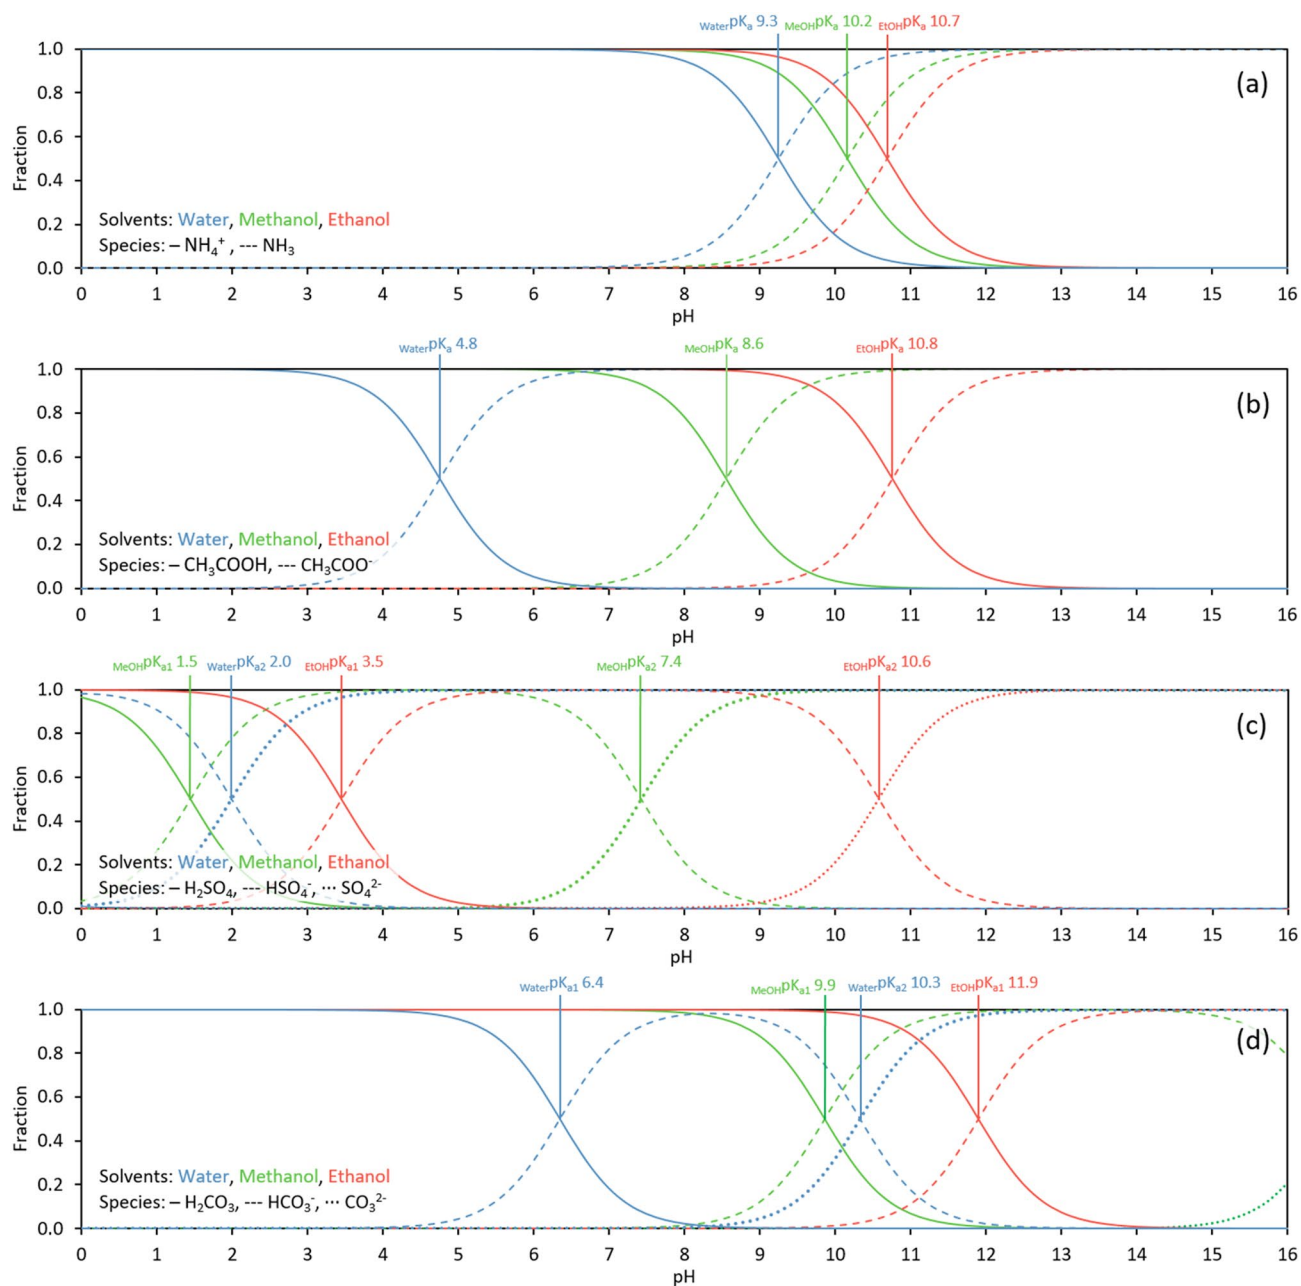 WaterpKa 9.3 MeOHpKa 10.2 EtOHpKa 10.7
1.0
(a)
0.8
0.6
Fraction
0.4
0.2
Solvents: Water, Methanol, Ethanol
Species: – NH4+ , --- NH3
0.0
0 1 2 3 4 5 6 7 8 9 10 11 12 13 14 15 16
pH
WaterpKa 4.8 MeOHpKa 8.6 EtOHpKa 10.8
1.0
(b)
0.8
0.6
Fraction
0.4
0.2
Solvents: Water, Methanol, Ethanol
Species: – CH3COOH, --- CH3COO-
0.0
0 1 2 3 4 5 6 7 8 9 10 11 12 13 14 15 16
pH
MeOHpKa1 1.5 WaterpKa2 2.0 EtOHpKa1 3.5 MeOHpKa2 7.4 EtOHpKa2 10.6
1.0
(c)
0.8
0.6
Fraction
0.4
0.2
Solvents: Water, Methanol, Ethanol
Species: – H2SO4, --- HSO4-, ··· SO42-
0.0
0 1 2 3 4 5 6 7 8 9 10 11 12 13 14 15 16
pH
WaterpKa1 6.4 MeOHpKa1 9.9 WaterpKa2 10.3 EtOHpKa1 11.9
1.0
(d)
0.8
0.6
Fraction
0.4
0.2
Solvents: Water, Methanol, Ethanol
Species: – H2CO3, --- HCO3-, ··· CO32-
0.0
0 1 2 3 4 5 6 7 8 9 10 11 12 13 14 15 16
pH